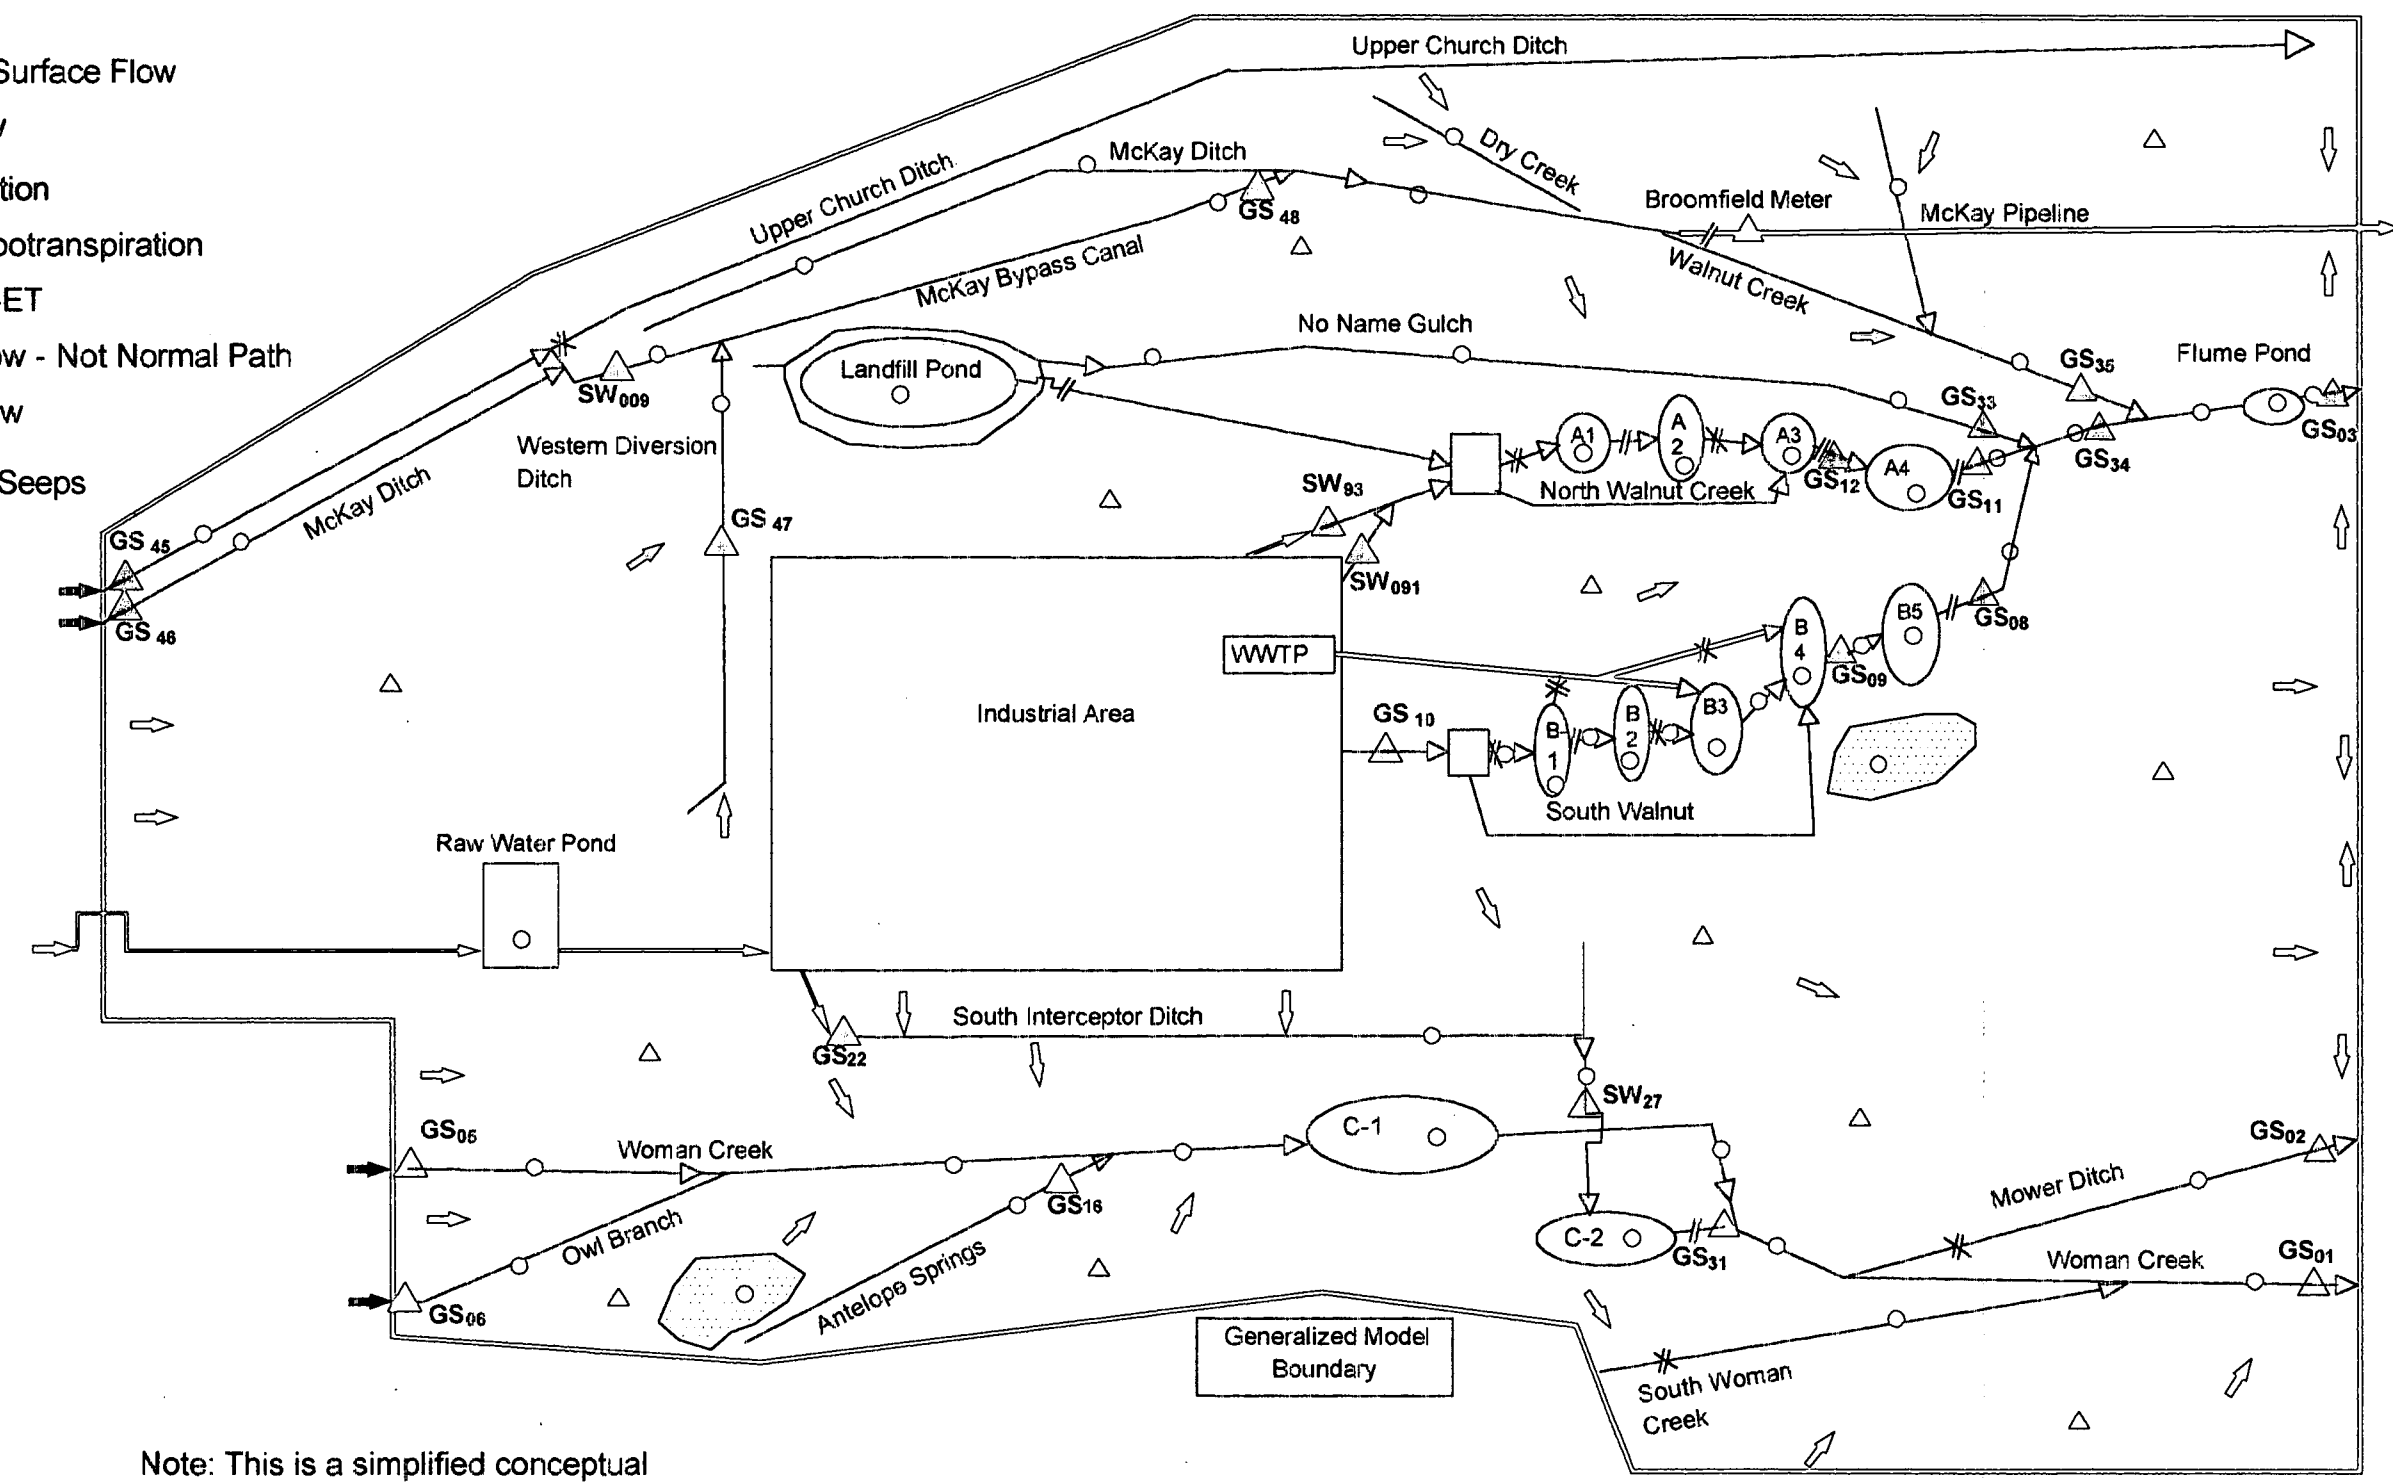 Surface Flow
tion
ootranspiration
ET
ow - Not Normal Path
Seeps
Upper Church Ditch
McKay Ditch
Dry Creek
Upper Church Ditch
GS 48
Broomfield Meter
McKay Pipeline
McKay Bypass Canal
Walnut Creek
No Name Gulch
Landfill Pond
GS35
Flume Pond
SW009
GS33
GS03
Western Diversion
Ditch
A1
A
2
A3
GS12
A4
GS11
GS34
McKay Ditch
SW93
North Walnut Creek
GS 45
GS 47
SW091
GS 46
WWTP
B
4
B5
GS08
GS09
Industrial Area
GS 10
B-
1
B
2
B3
South Walnut
Raw Water Pond
South Interceptor Ditch
GS22
SW27
GS05
Woman Creek
C-1
GS02
Mower Ditch
GS16
Owl Branch
Antelope Springs
C-2
GS31
Woman Creek
GS01
GS06
Generalized Model
Boundary
South Woman
Creek
Note: This is a simplified conceptual